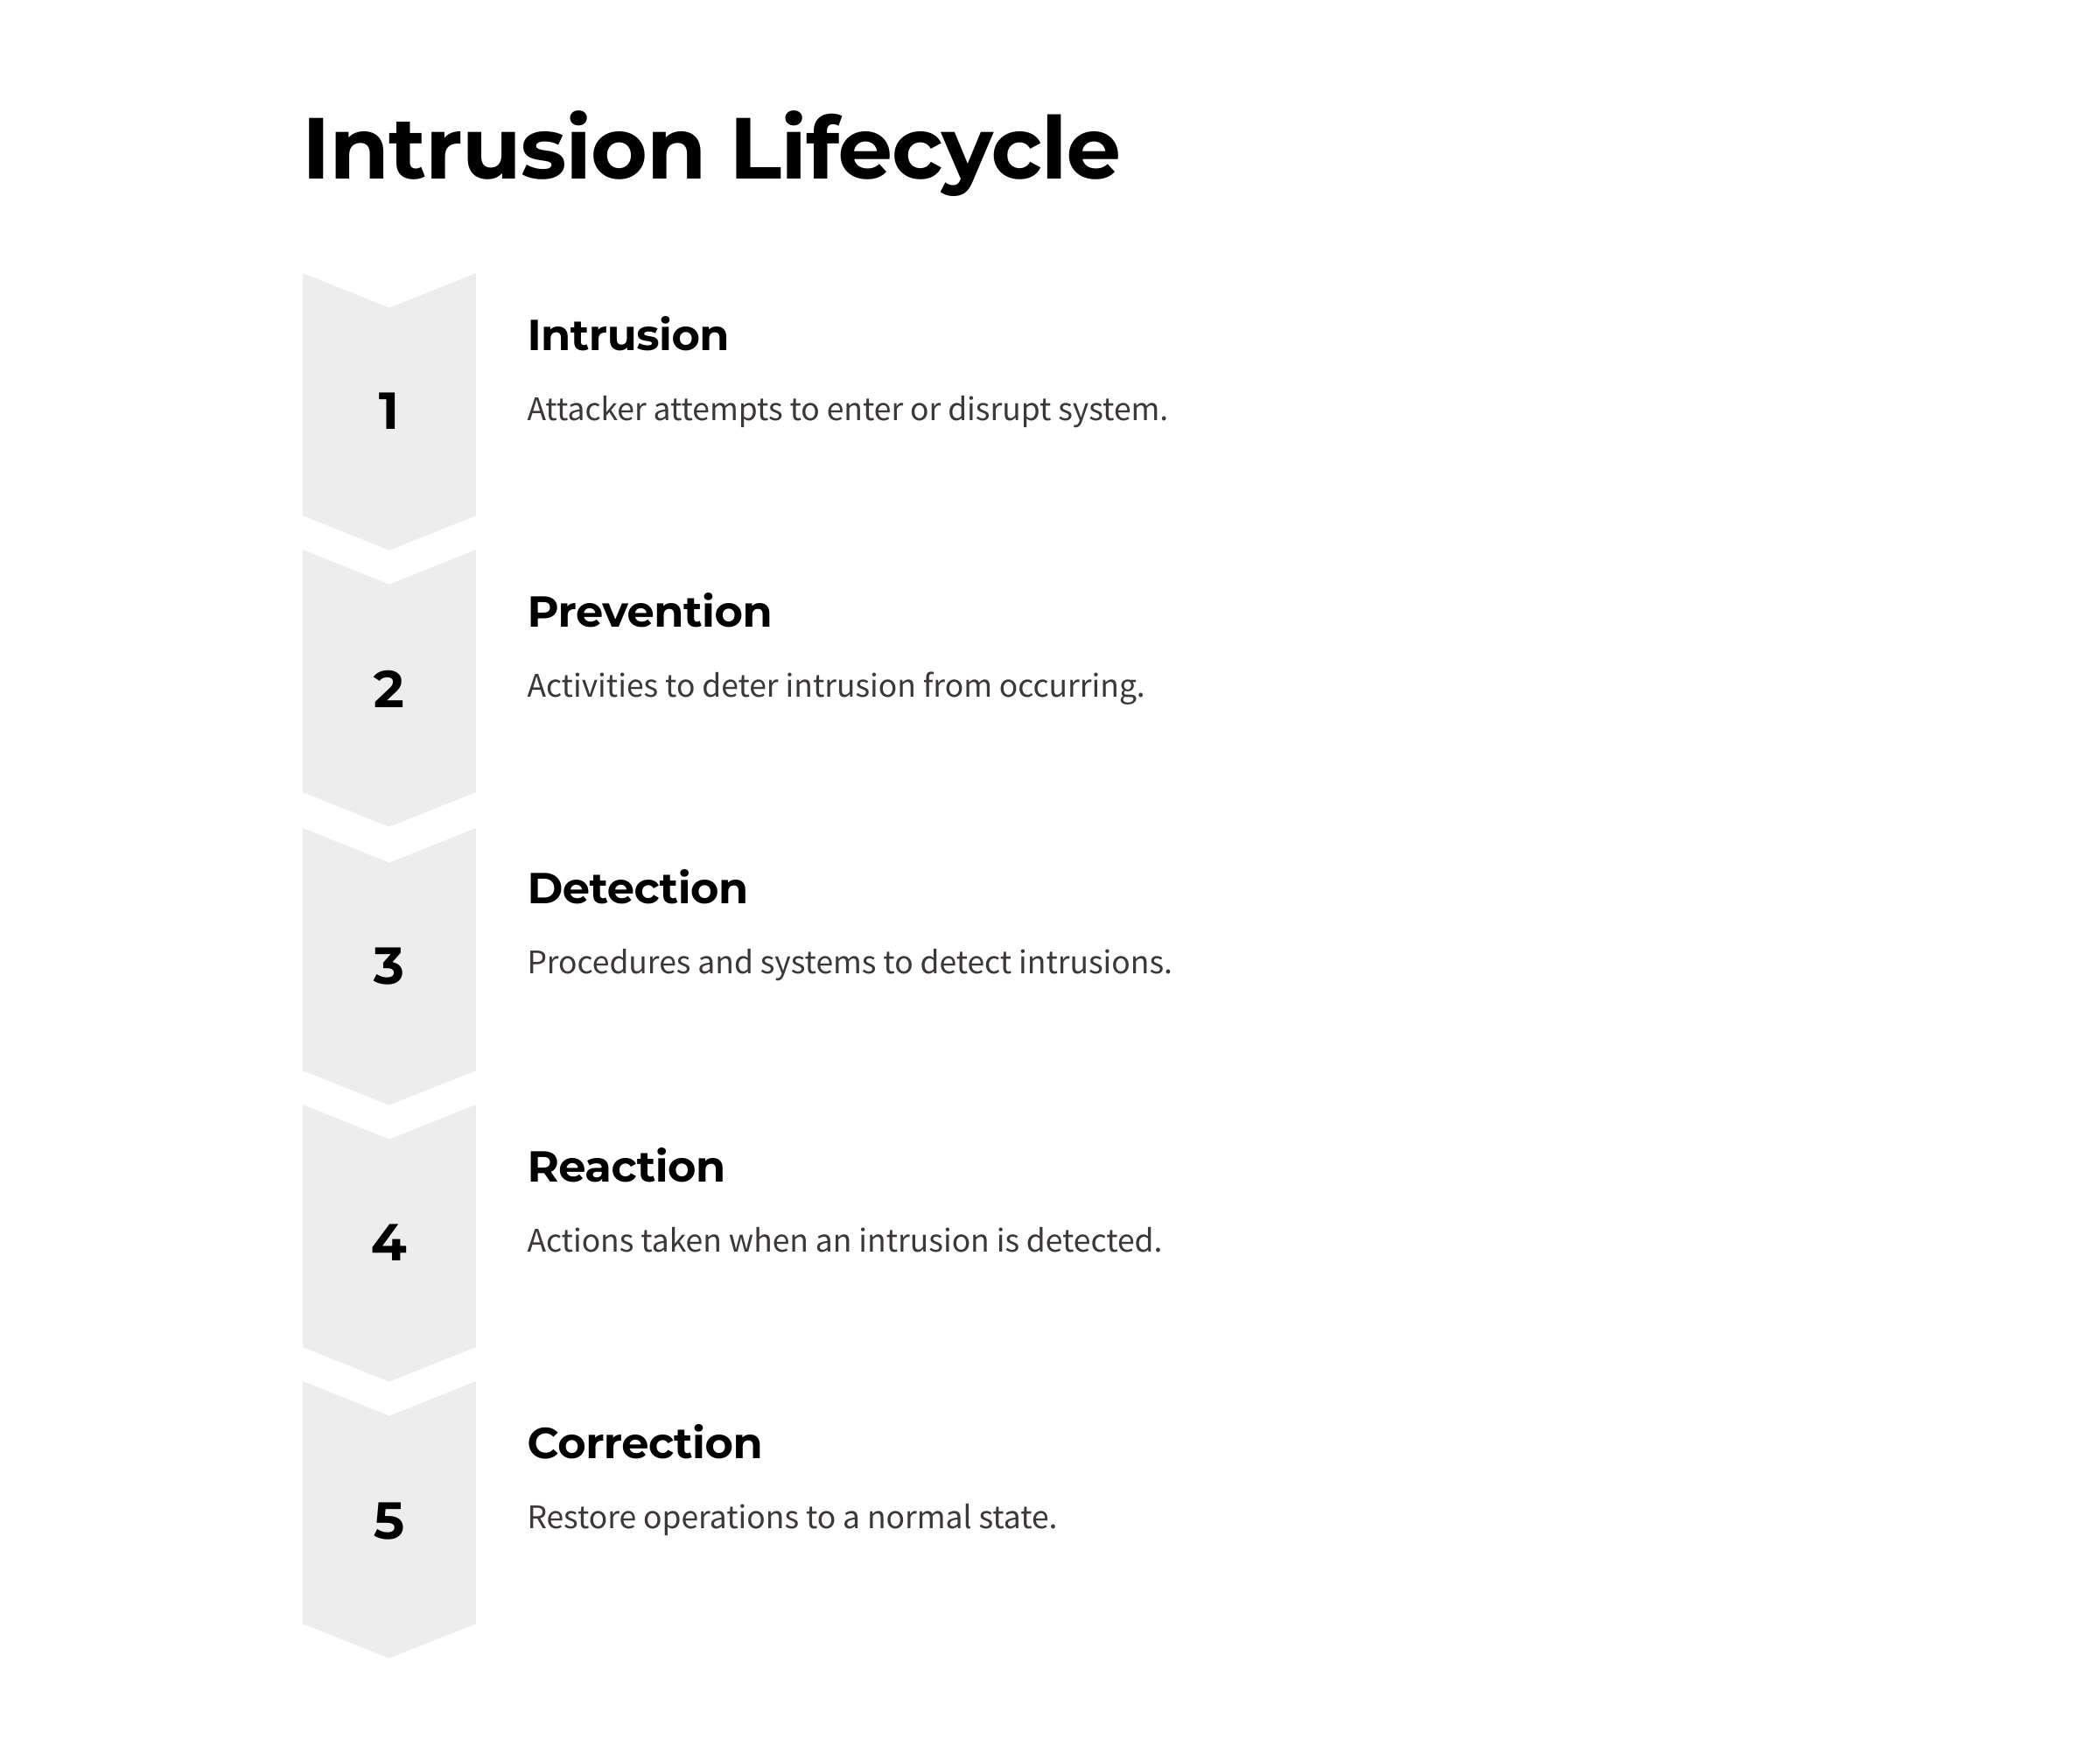 Intrusion Lifecycle
1
Intrusion
Attacker attempts to enter or disrupt system.
2
Prevention
Activities to deter intrusion from occurring.
3
Detection
Procedures and systems to detect intrusions.
4
Reaction
Actions taken when an intrusion is detected.
5
Correction
Restore operations to a normal state.